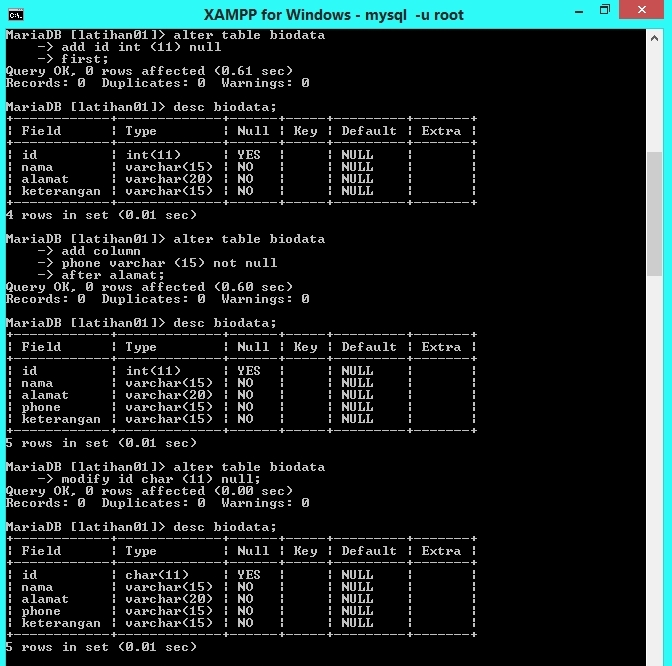 XAMPP for Windows - mysql  -u root
MariaDB [latihan01]> alter table biodata
    -> add id int (11) null
    -> first;
Query OK, 0 rows affected (0.61 sec)
Records: 0  Duplicates: 0  Warnings: 0
MariaDB [latihan01]> desc biodata;
+------------+-------------+------+-----+---------+-------+
| Field      | Type        | Null | Key | Default | Extra |
+------------+-------------+------+-----+---------+-------+
| id         | int(11)     | YES  |     | NULL    |       |
| nama       | varchar(15) | NO   |     | NULL    |       |
| alamat     | varchar(20) | NO   |     | NULL    |       |
| keterangan | varchar(15) | NO   |     | NULL    |       |
+------------+-------------+------+-----+---------+-------+
4 rows in set (0.01 sec)
MariaDB [latihan01]> alter table biodata
    -> add column
    -> phone varchar (15) not null
    -> after alamat;
Query OK, 0 rows affected (0.60 sec)
Records: 0  Duplicates: 0  Warnings: 0
MariaDB [latihan01]> desc biodata;
+------------+-------------+------+-----+---------+-------+
| Field      | Type        | Null | Key | Default | Extra |
+------------+-------------+------+-----+---------+-------+
| id         | int(11)     | YES  |     | NULL    |       |
| nama       | varchar(15) | NO   |     | NULL    |       |
| alamat     | varchar(20) | NO   |     | NULL    |       |
| phone      | varchar(15) | NO   |     | NULL    |       |
| keterangan | varchar(15) | NO   |     | NULL    |       |
+------------+-------------+------+-----+---------+-------+
5 rows in set (0.01 sec)
MariaDB [latihan01]> alter table biodata
    -> modify id char (11) null;
Query OK, 0 rows affected (0.00 sec)
Records: 0  Duplicates: 0  Warnings: 0
MariaDB [latihan01]> desc biodata;
+------------+-------------+------+-----+---------+-------+
| Field      | Type        | Null | Key | Default | Extra |
+------------+-------------+------+-----+---------+-------+
| id         | char(11)    | YES  |     | NULL    |       |
| nama       | varchar(15) | NO   |     | NULL    |       |
| alamat     | varchar(20) | NO   |     | NULL    |       |
| phone      | varchar(15) | NO   |     | NULL    |       |
| keterangan | varchar(15) | NO   |     | NULL    |       |
+------------+-------------+------+-----+---------+-------+
5 rows in set (0.01 sec)